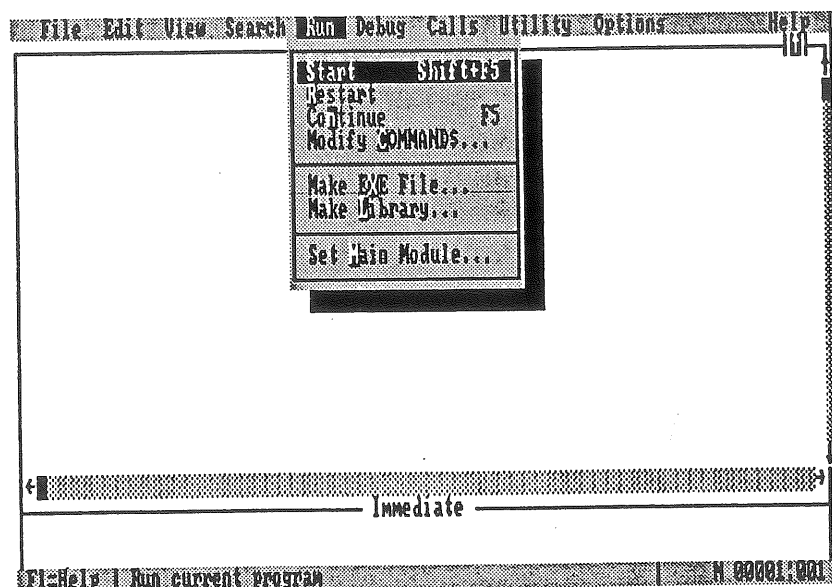 File Edit View Search Run Debug Calls Utility Options Help
Start Shift+F5
Restart
Continue F5
Modify COMMAND$...
Make EXE File...
Make Library...
Set Main Module...
Immediate
F1=Help | Run current program N 00001:001